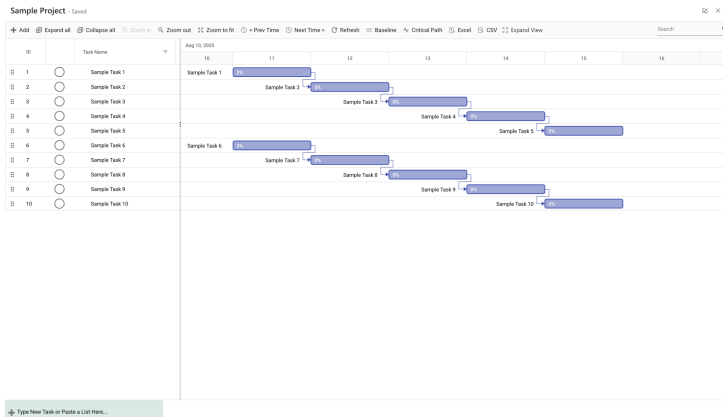 Sample Project - Saved
Add Expand all Collapse all Zoom in Zoom out Zoom to fit < Prev Time Next Time > Refresh Baseline Critical Path Excel CSV Expand View Search
Aug 10, 2025
ID Task Name 10 11 12 13 14 15 16
1 Sample Task 1 Sample Task 1 0%
2 Sample Task 2 Sample Task 2 0%
3 Sample Task 3 Sample Task 3 0%
4 Sample Task 4 Sample Task 4 0%
5 Sample Task 5 Sample Task 5 0%
6 Sample Task 6 Sample Task 6 0%
7 Sample Task 7 Sample Task 7 0%
8 Sample Task 8 Sample Task 8 0%
9 Sample Task 9 Sample Task 9 0%
10 Sample Task 10 Sample Task 10 0%
Type New Task or Paste a List Here...